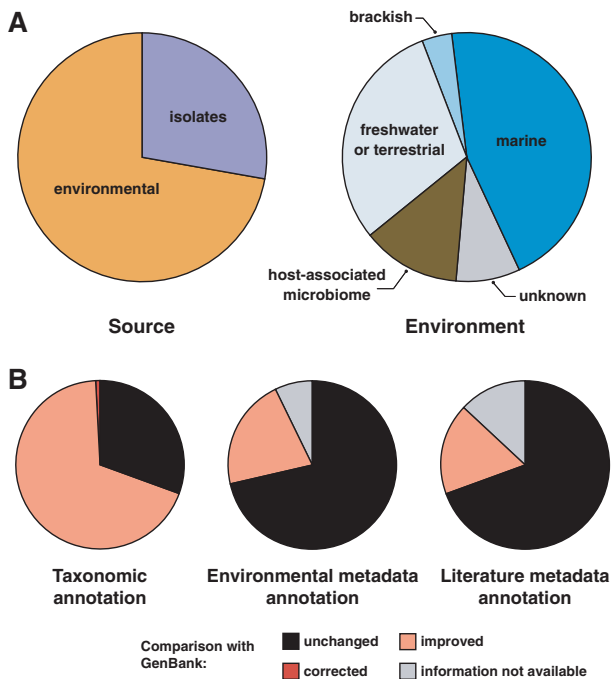 A
isolates
environmental
Source
brackish
freshwater
or terrestrial
marine
host-associated
microbiome
unknown
Environment
B
Taxonomic
annotation
Environmental metadata
annotation
Literature metadata
annotation
Comparison with
GenBank:
unchanged
improved
corrected
information not available